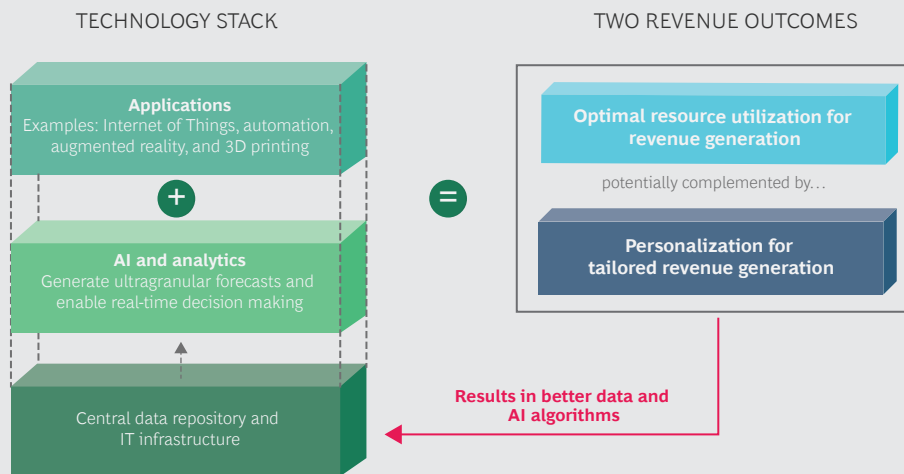 TECHNOLOGY STACK
Applications
Examples: Internet of Things, automation,
augmented reality, and 3D printing
+
AI and analytics
Generate ultragranular forecasts and
enable real-time decision making
Central data repository and
IT infrastructure
=
TWO REVENUE OUTCOMES
Optimal resource utilization for
revenue generation
potentially complemented by…
Personalization for
tailored revenue generation
Results in better data and
AI algorithms